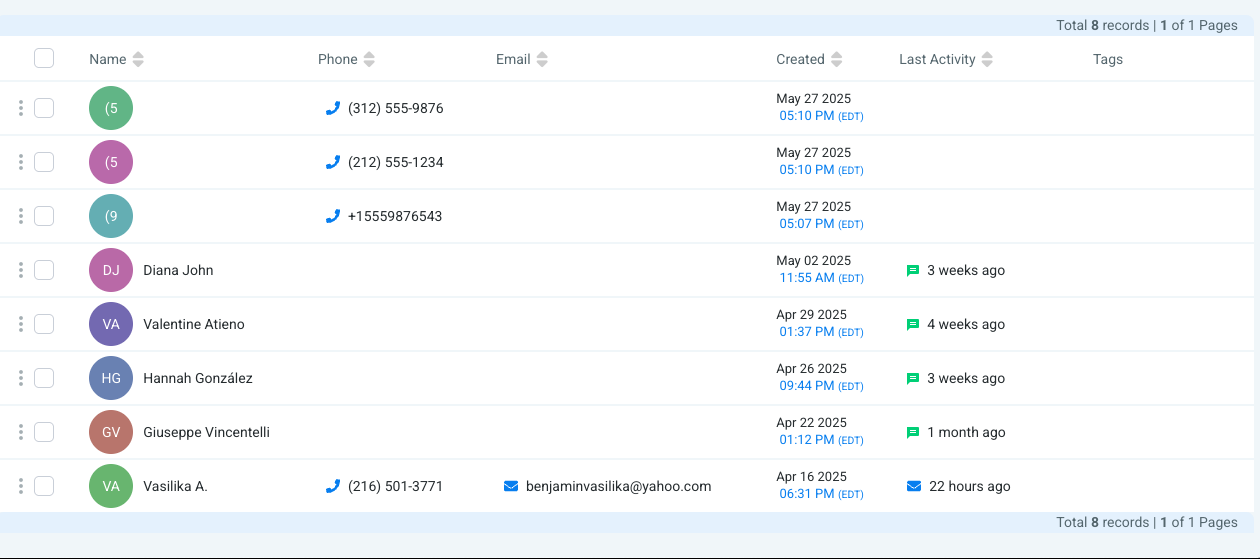 Total 8 records | 1 of 1 Pages
Name Phone Email Created Last Activity Tags
(5 (312) 555-9876 May 27 2025
05:10 PM (EDT)
(5 (212) 555-1234 May 27 2025
05:10 PM (EDT)
(9 +15559876543 May 27 2025
05:07 PM (EDT)
DJ Diana John May 02 2025
11:55 AM (EDT) 3 weeks ago
VA Valentine Atieno Apr 29 2025
01:37 PM (EDT) 4 weeks ago
HG Hannah González Apr 26 2025
09:44 PM (EDT) 3 weeks ago
GV Giuseppe Vincentelli Apr 22 2025
01:12 PM (EDT) 1 month ago
VA Vasilika A. (216) 501-3771 benjaminvasilika@yahoo.com Apr 16 2025
06:31 PM (EDT) 22 hours ago
Total 8 records | 1 of 1 Pages